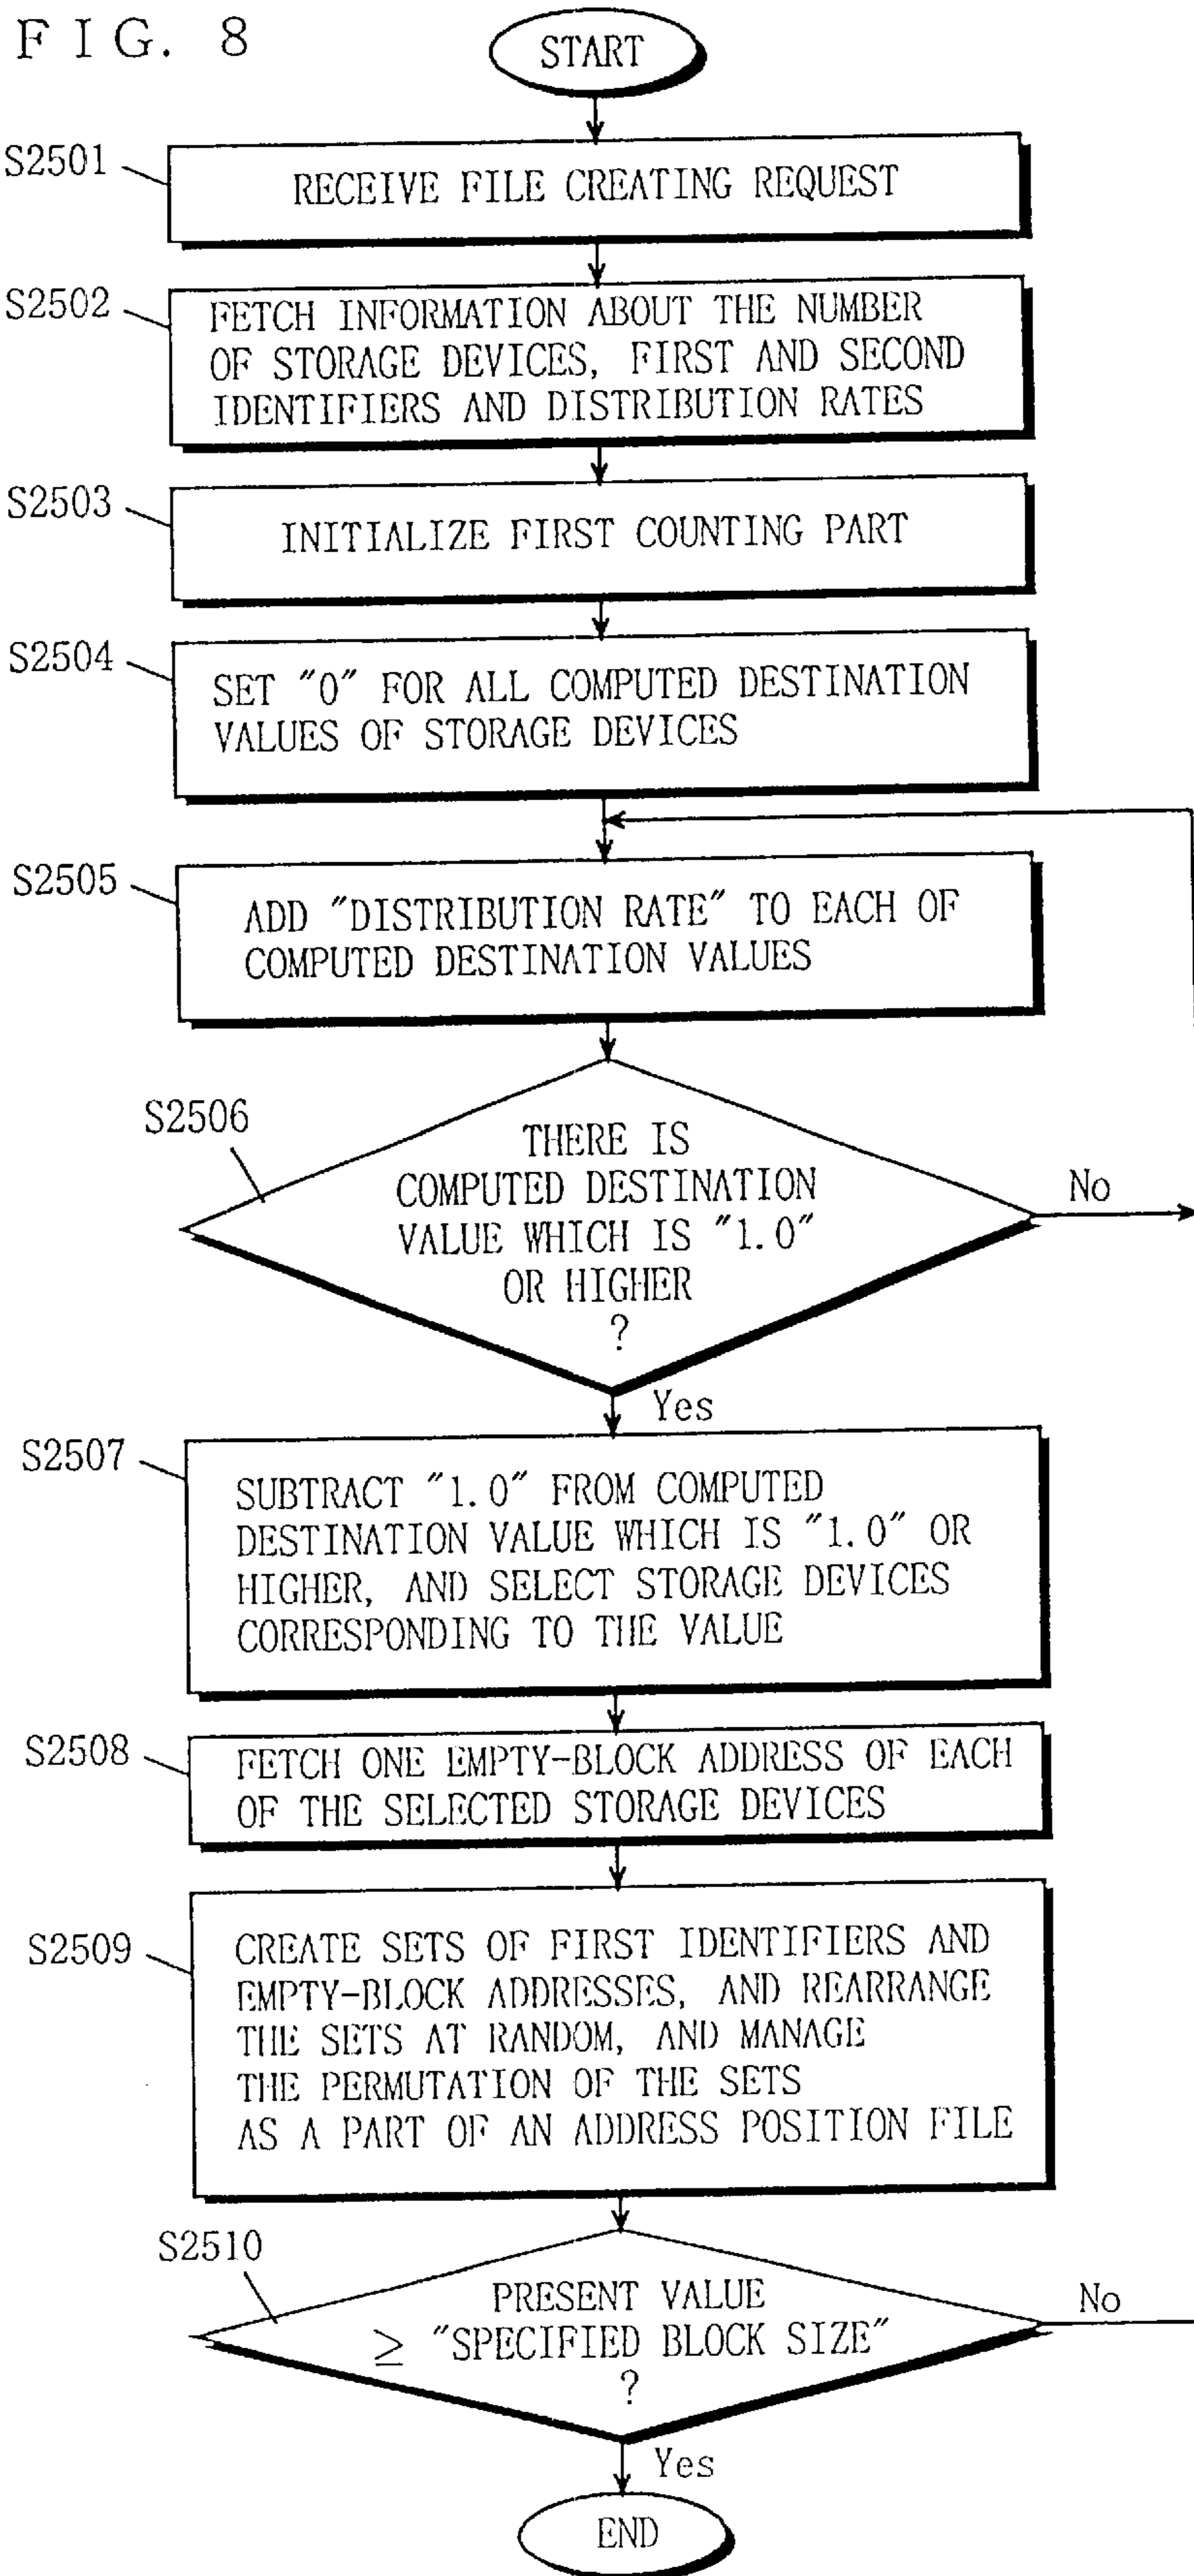 FIG. 8
START
S2501
RECEIVE FILE CREATING REQUEST
S2502
FETCH INFORMATION ABOUT THE NUMBER
OF STORAGE DEVICES, FIRST AND SECOND
IDENTIFIERS AND DISTRIBUTION RATES
S2503
INITIALIZE FIRST COUNTING PART
S2504
SET "0" FOR ALL COMPUTED DESTINATION
VALUES OF STORAGE DEVICES
S2505
ADD "DISTRIBUTION RATE" TO EACH OF
COMPUTED DESTINATION VALUES
S2506
THERE IS
COMPUTED DESTINATION
VALUE WHICH IS "1.0"
OR HIGHER
?
No
Yes
S2507
SUBTRACT "1.0" FROM COMPUTED
DESTINATION VALUE WHICH IS "1.0" OR
HIGHER, AND SELECT STORAGE DEVICES
CORRESPONDING TO THE VALUE
S2508
FETCH ONE EMPTY-BLOCK ADDRESS OF EACH
OF THE SELECTED STORAGE DEVICES
S2509
CREATE SETS OF FIRST IDENTIFIERS AND
EMPTY-BLOCK ADDRESSES, AND REARRANGE
THE SETS AT RANDOM, AND MANAGE
THE PERMUTATION OF THE SETS
AS A PART OF AN ADDRESS POSITION FILE
S2510
PRESENT VALUE
≥ "SPECIFIED BLOCK SIZE"
?
No
Yes
END